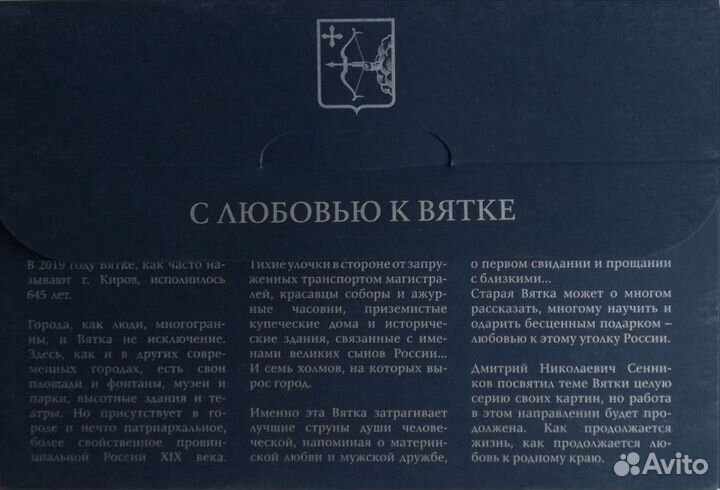 С ЛЮБОВЬЮ К ВЯТКЕ
В 2019 году Вятке, как часто на-
зывают г. Киров, исполнилось
645 лет.
Города, как люди, многогран-
ны, и Вятка не исключение.
Здесь, как и в других совре-
менных городах, есть свои
площади и фонтаны, музеи и
парки, высотные здания и те-
атры. Но присутствует в го-
роде и нечто патриархальное,
более свойственное провин-
циальной России XIX века.
Тихие улочки в стороне от запру-
женных транспортом магистра-
лей, красавцы соборы и ажур-
ные часовни, приземистые
купеческие дома и историче-
ские здания, связанные с име-
нами великих сынов России...
И семь холмов, на которых вы-
рос город.
Именно эта Вятка затрагивает
лучшие струны души челове-
ческой, напоминая о материн-
ской любви и мужской дружбе,
о первом свидании и прощании
с близкими...
Старая Вятка может о многом
рассказать, многому научить и
одарить бесценным подарком –
любовью к этому уголку России.
Дмитрий Николаевич Сенни-
ков посвятил теме Вятки целую
серию своих картин, но работа
в этом направлении будет про-
должена. Как продолжается
жизнь, как продолжается лю-
бовь к родному краю.
Avito